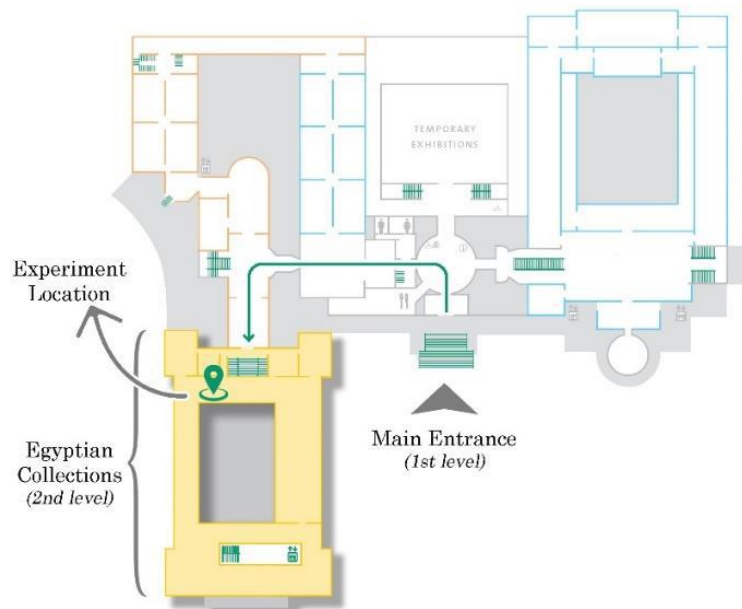 TEMPORARY
EXHIBITIONS
Experiment
Location
Main Entrance
(1st level)
Egyptian
Collections
(2nd level)